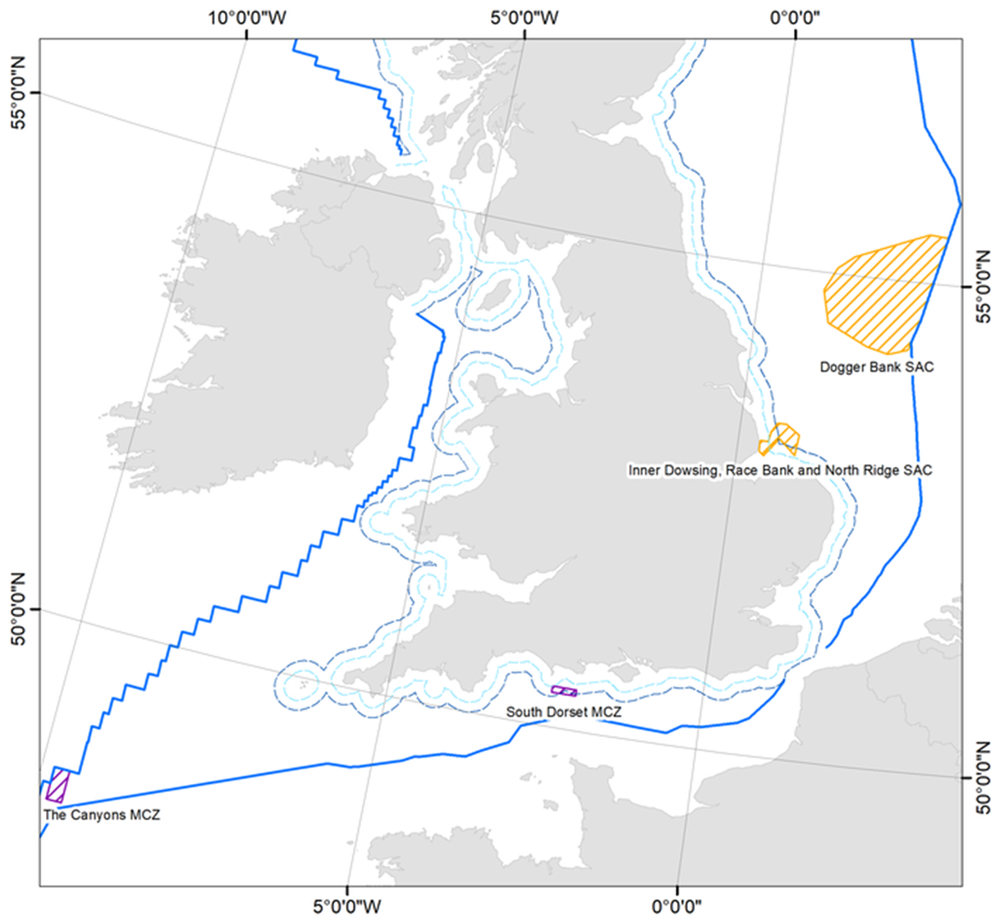 10°0'0"W 5°0'0"W 0°0'0"
55°0'0"N
55°0'0"N
Dogger Bank SAC
Inner Dowsing, Race Bank and North Ridge SAC
50°0'0"N
South Dorset MCZ
50°0'0"N
The Canyons MCZ
5°0'0"W 0°0'0"